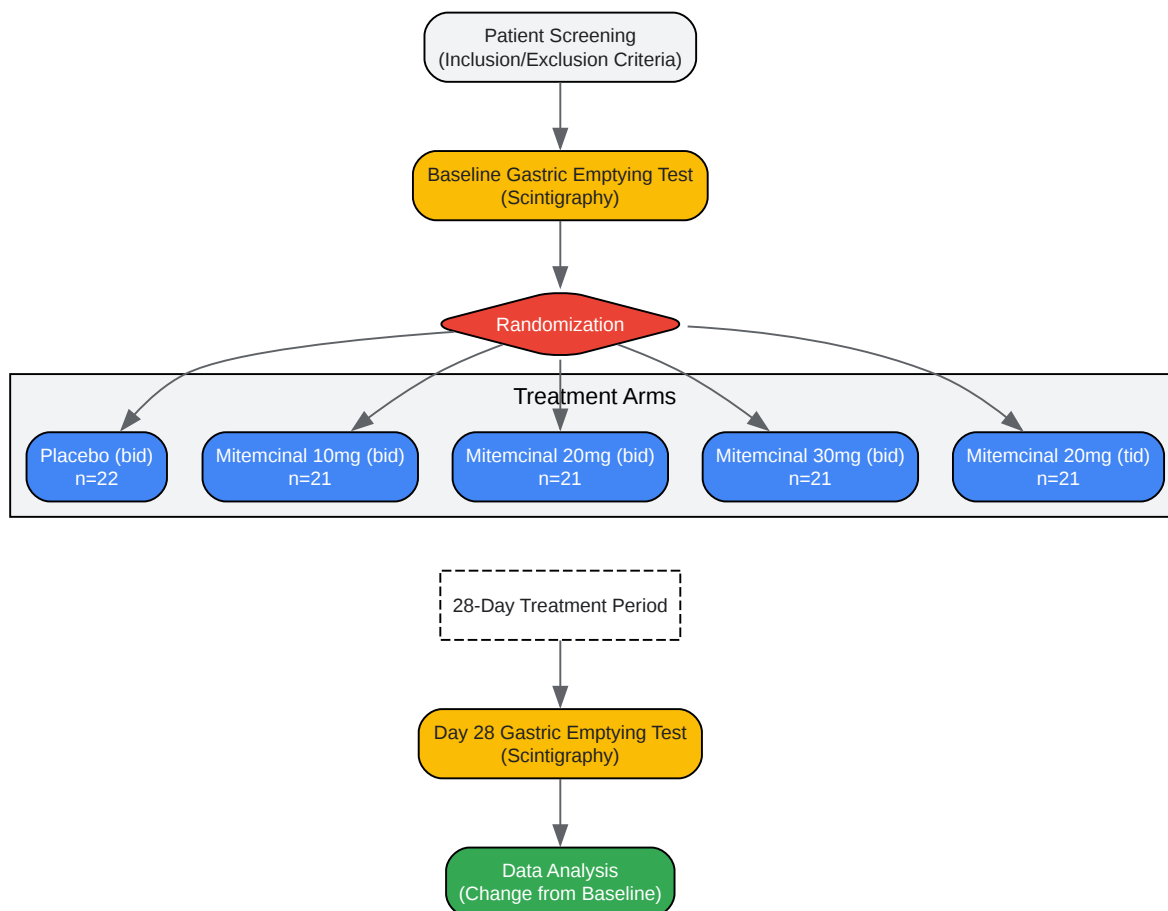 Patient Screening
(Inclusion/Exclusion Criteria)
Baseline Gastric Emptying Test
(Scintigraphy)
Randomization
Treatment Arms
Placebo (bid)
n=22
Mitemcinal 10mg (bid)
n=21
Mitemcinal 20mg (bid)
n=21
Mitemcinal 30mg (bid)
n=21
Mitemcinal 20mg (tid)
n=21
28-Day Treatment Period
Day 28 Gastric Emptying Test
(Scintigraphy)
Data Analysis
(Change from Baseline)